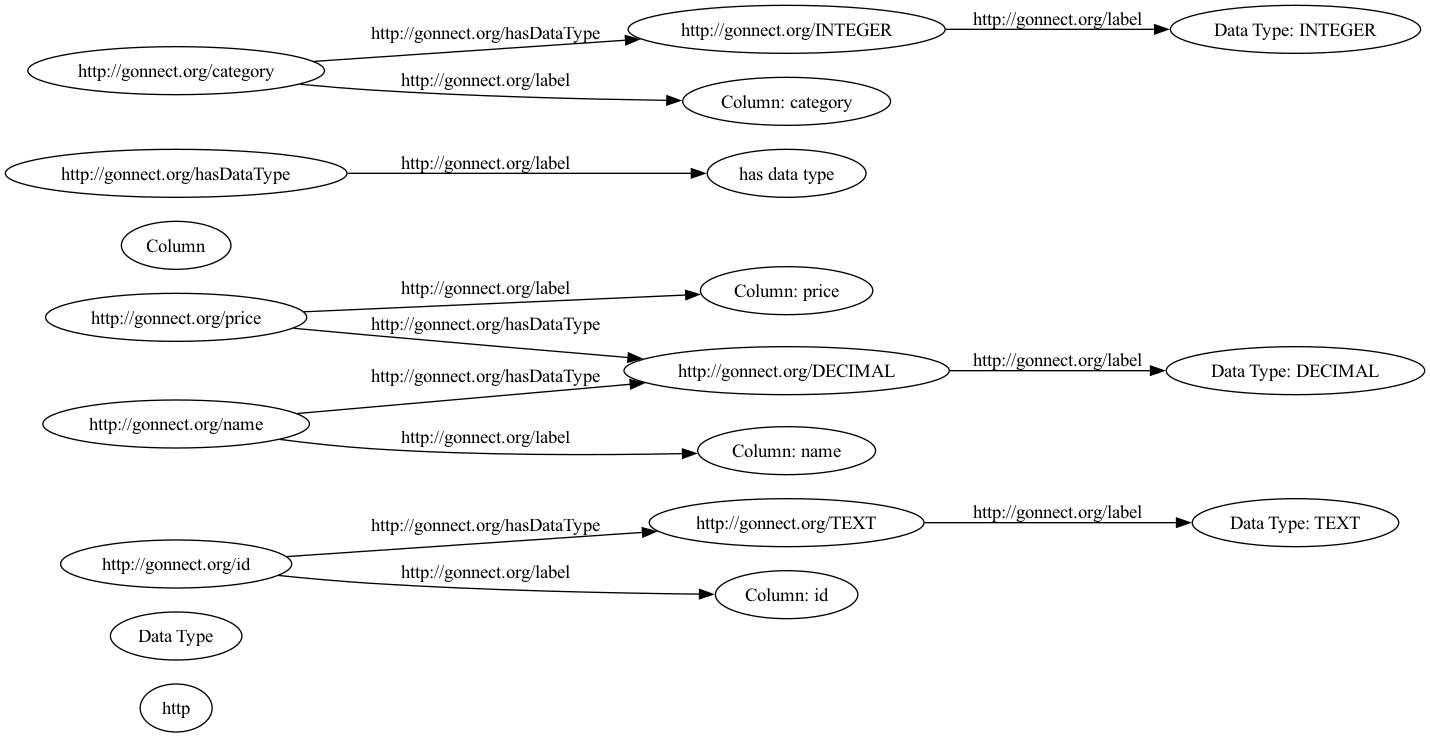 http://gonnect.org/category
http://gonnect.org/hasDataType
http://gonnect.org/INTEGER
http://gonnect.org/label
Data Type: INTEGER
http://gonnect.org/label
Column: category
http://gonnect.org/hasDataType
http://gonnect.org/label
has data type
Column
http://gonnect.org/price
http://gonnect.org/label
Column: price
http://gonnect.org/hasDataType
http://gonnect.org/DECIMAL
http://gonnect.org/label
Data Type: DECIMAL
http://gonnect.org/name
http://gonnect.org/hasDataType
http://gonnect.org/label
Column: name
http://gonnect.org/id
http://gonnect.org/hasDataType
http://gonnect.org/TEXT
http://gonnect.org/label
Data Type: TEXT
http://gonnect.org/label
Column: id
Data Type
http